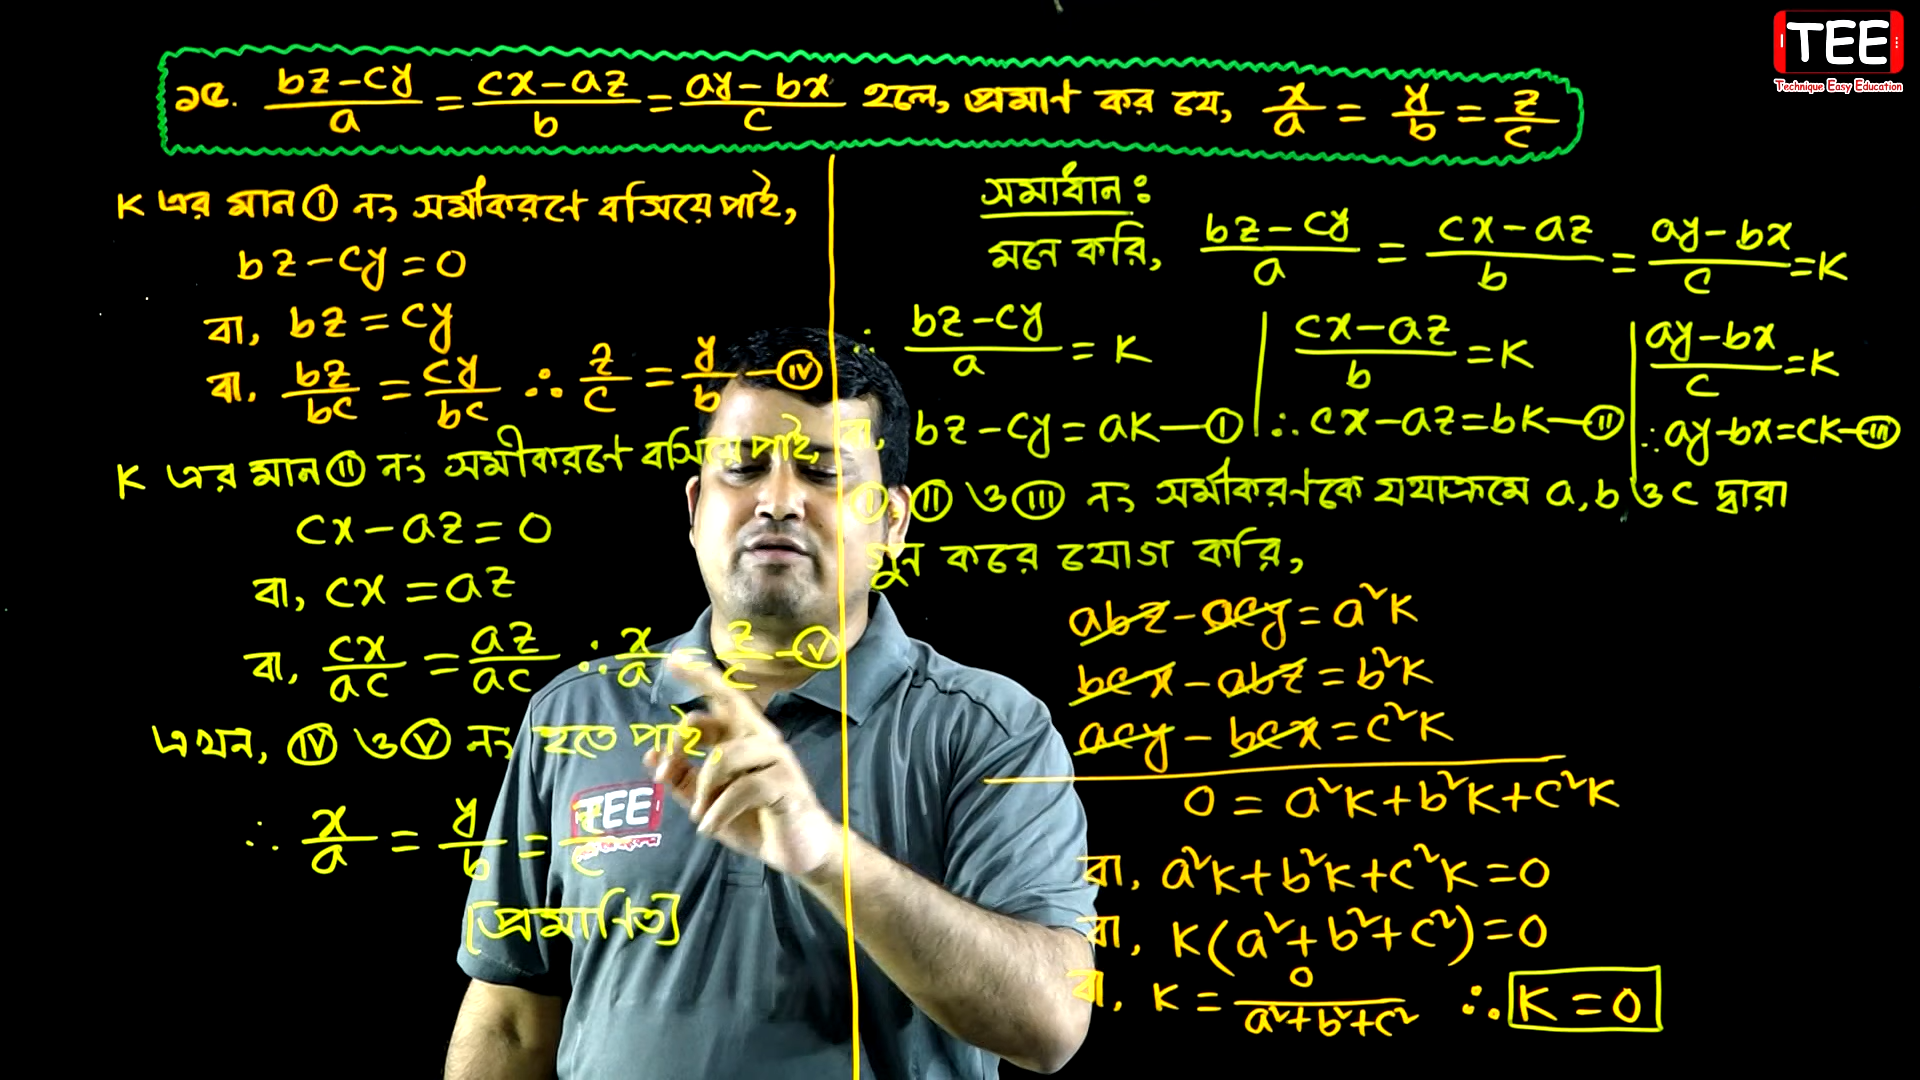 TEE
Technique Easy Education
১৫. (bz-cy)/a = (cx-az)/b = (ay-bx)/c হলে, প্রমাণ কর যে, x/a = y/b = z/c
সমাধান:
মনে করি, (bz-cy)/a = (cx-az)/b = (ay-bx)/c = K
∴ (bz-cy)/a = K | (cx-az)/b = K | (ay-bx)/c = K
বা, bz-cy = aK —(I) | ∴ cx-az = bK —(II) | ∴ ay-bx = cK —(III)
(I) (II) ও (III) নং সমীকরণকে যথাক্রমে a, b ও c দ্বারা
গুন করে যোগ করি,
abz - acy = a²K
bcx - abz = b²K
acy - bcx = c²K
0 = a²K + b²K + c²K
বা, a²K + b²K + c²K = 0
বা, K(a² + b² + c²) = 0
বা, K = 0/(a² + b² + c²) ∴ K = 0
K এর মান (I) নং সমীকরণে বসিয়ে পাই,
bz - cy = 0
বা, bz = cy
বা, bz/bc = cy/bc ∴ z/c = y/b —(IV)
K এর মান (II) নং সমীকরণে বসিয়ে পাই,
cx - az = 0
বা, cx = az
বা, cx/ac = az/ac ∴ x/a = z/c —(V)
এখন, (IV) ও (V) নং হতে পাই,
∴ x/a = y/b = z/c
[প্রমাণিত]
TEE